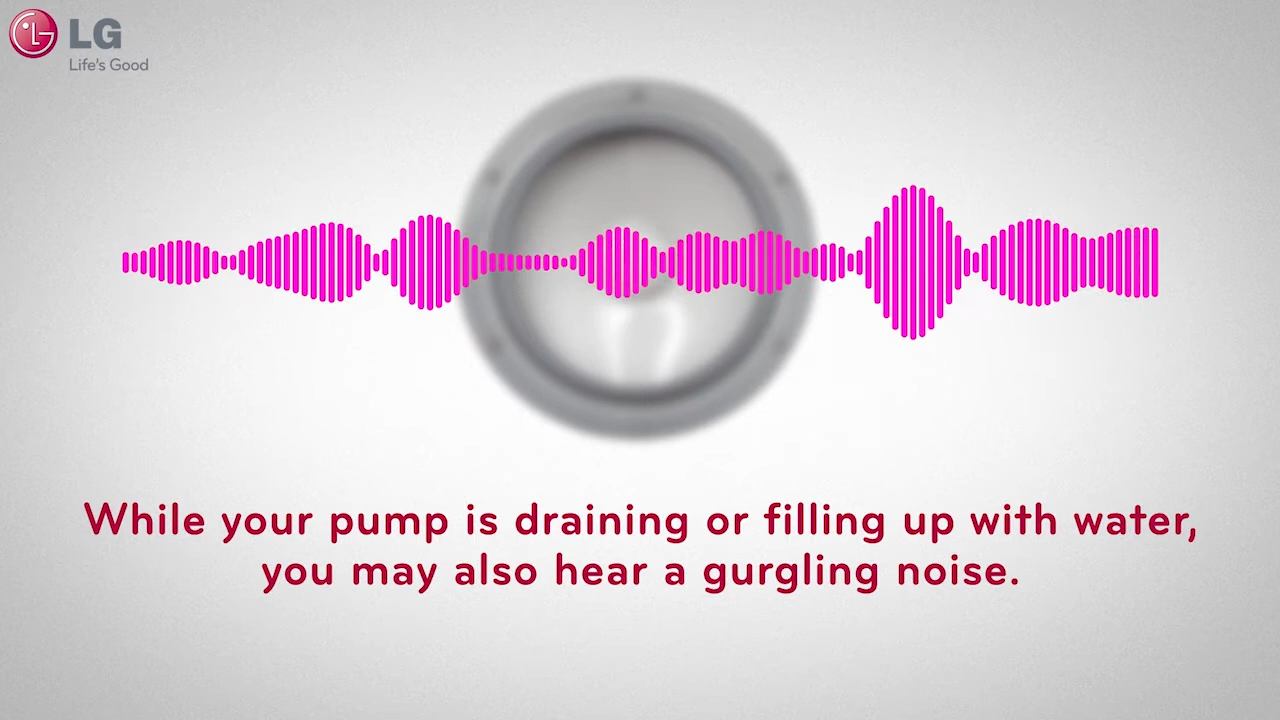 LG
Life's Good
While your pump is draining or filling up with water,
you may also hear a gurgling noise.